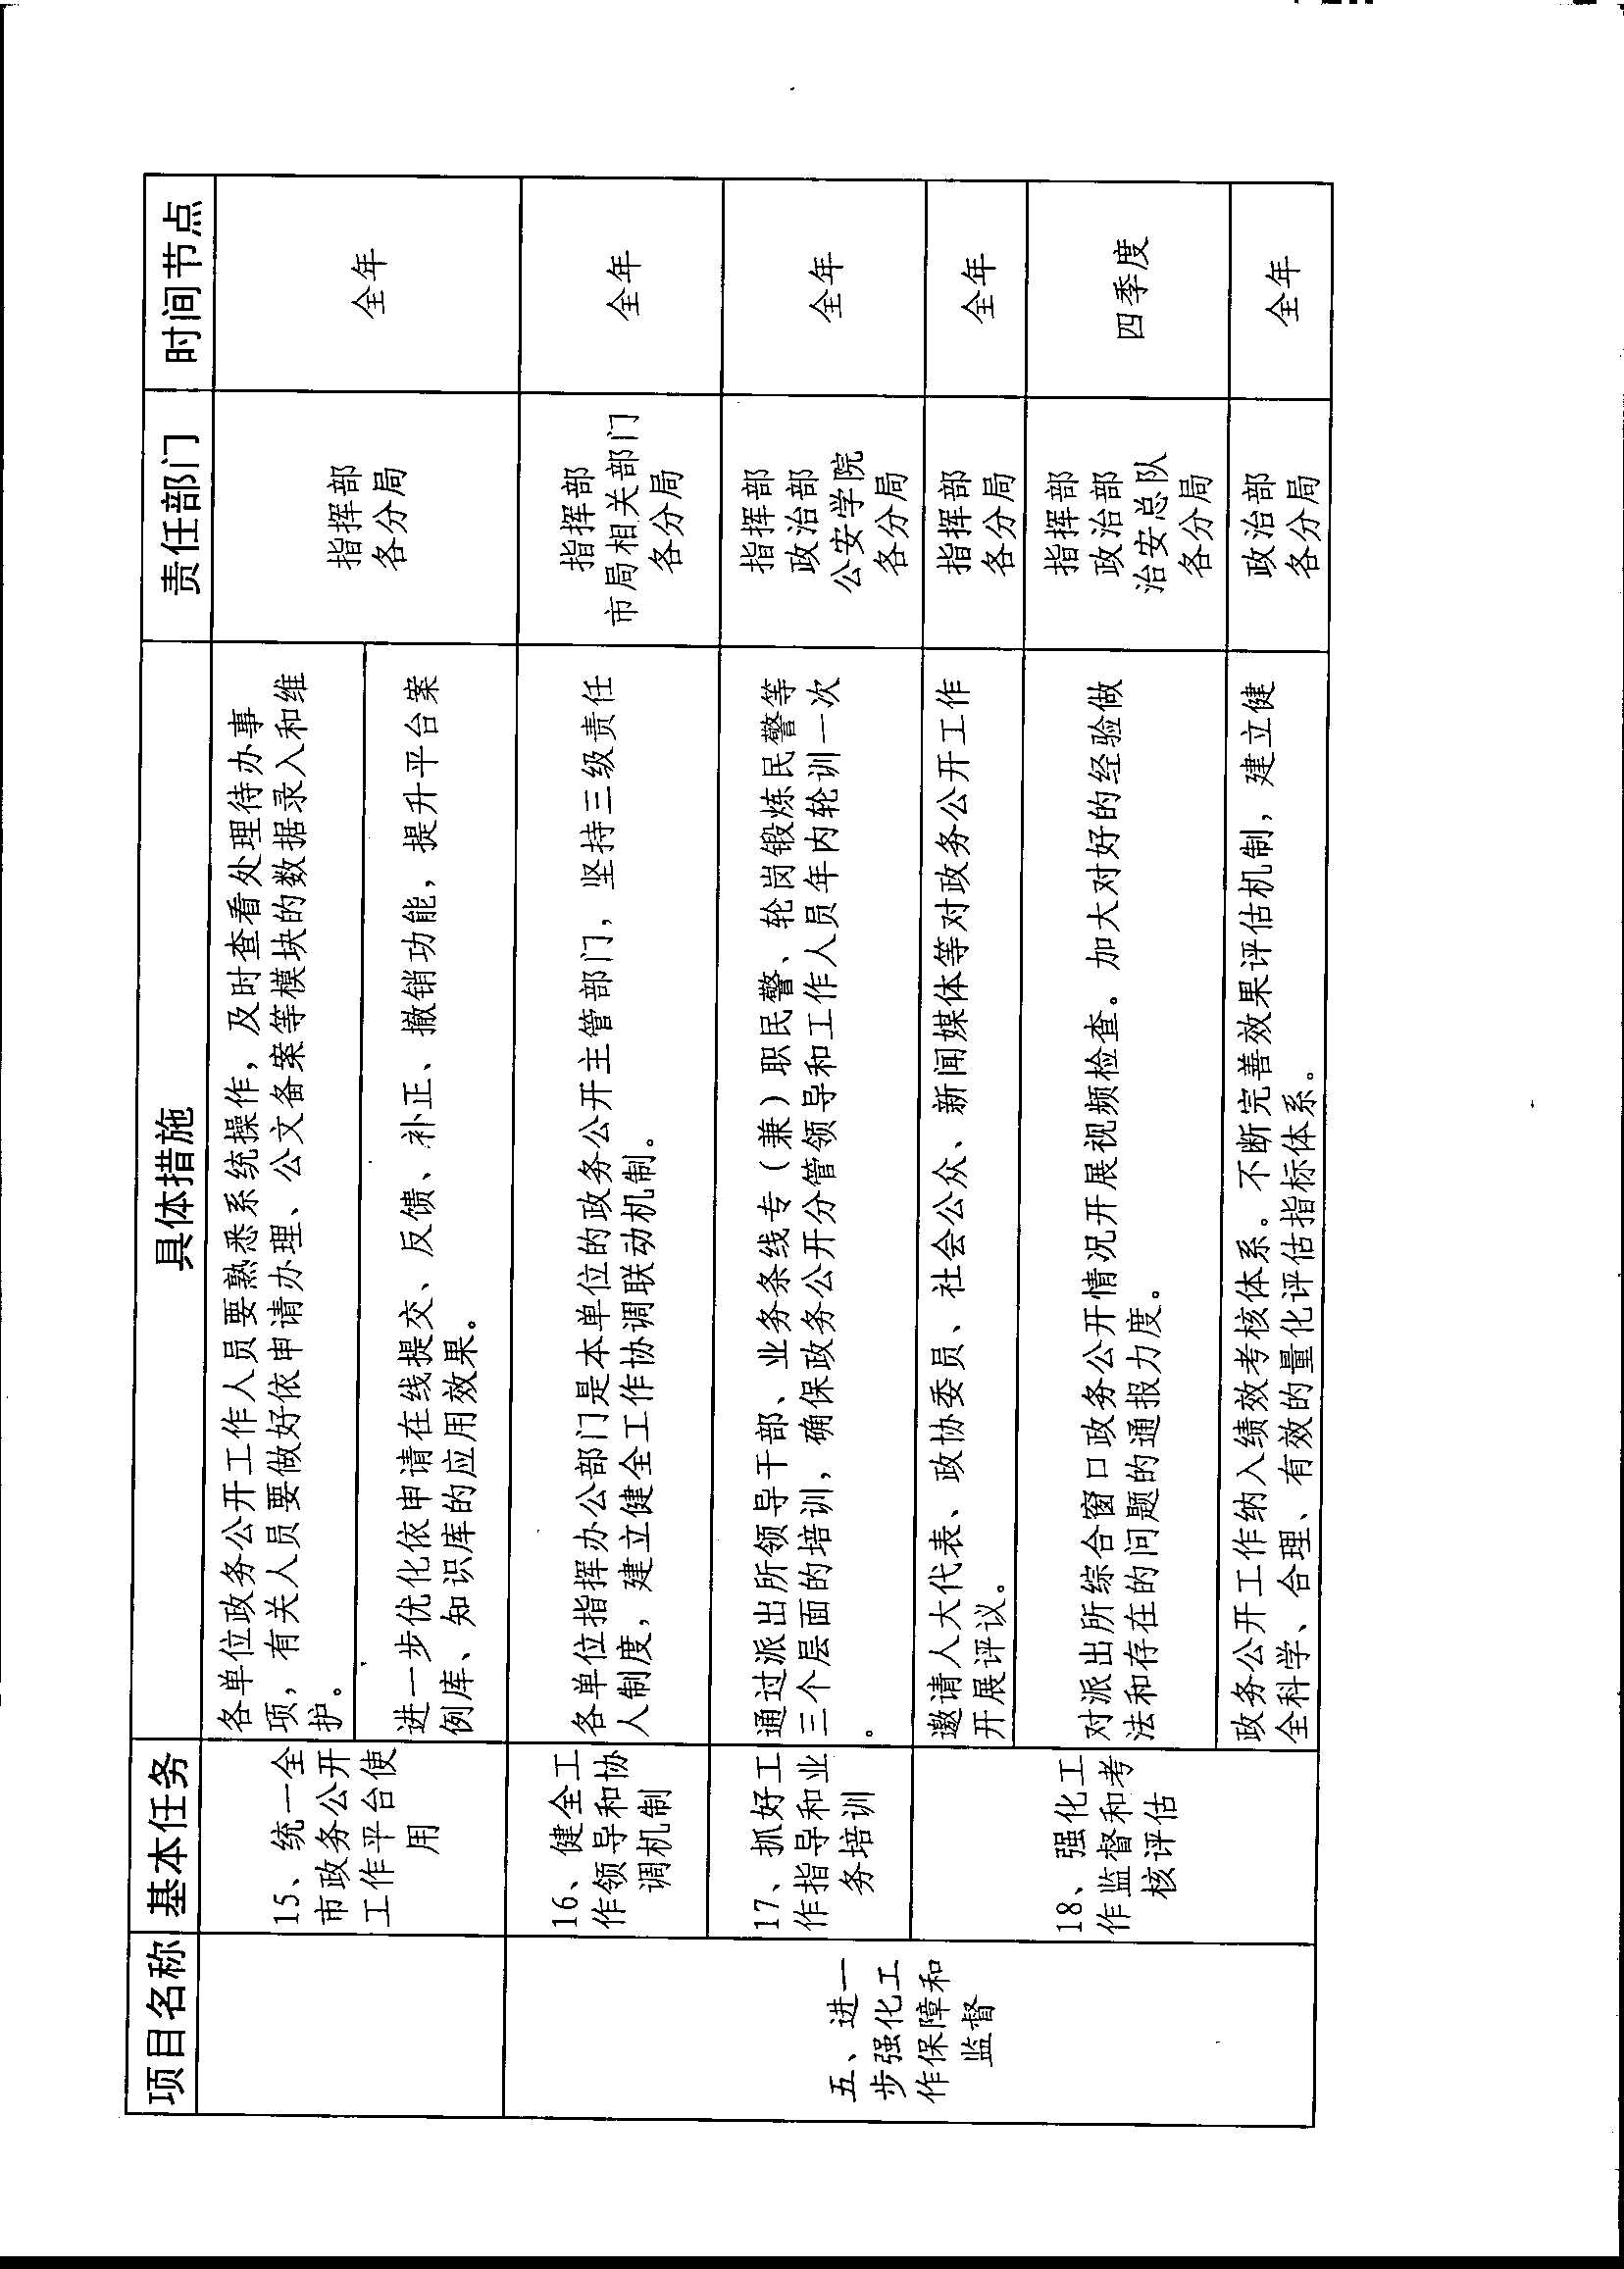 项目名称
基本任务
具体措施
责任部门
时间节点
15、统一全
市政务公开
工作平台使
用
各单位政务公开工作人员要熟悉系统操作，及时查看处理待办事
项，有关人员要做好依申请办理、公文备案等模块的数据录入和维
护。
进一步优化依申请在线提交、反馈、补正、撤销功能，提升平台案
例库、知识库的应用效果。
指挥部
各分局
全年
五、进一
步强化工
作保障和
监督
16、健全工
作领导和协
调机制
各单位指挥办公部门是本单位的政务公开主管部门，坚持三级责任
人制度，建立健全工作协调联动机制。
指挥部
市局相关部门
各分局
全年
17、抓好工
作指导和业
务培训
通过派出所领导干部、业务条线专（兼）职民警、轮岗锻炼民警等
三个层面的培训，确保政务公开分管领导和工作人员年内轮训一次
。
指挥部
政治部
公安学院
各分局
全年
18、强化工
作监督和考
核评估
邀请人大代表、政协委员、社会公众、新闻媒体等对政务公开工作
开展评议。
指挥部
各分局
全年
对派出所综合窗口政务公开情况开展视频检查。加大对好的经验做
法和存在的问题的通报力度。
指挥部
政治部
治安总队
各分局
四季度
政务公开工作纳入绩效考核体系。不断完善效果评估机制，建立健
全科学、合理、有效的量化评估指标体系。
政治部
各分局
全年